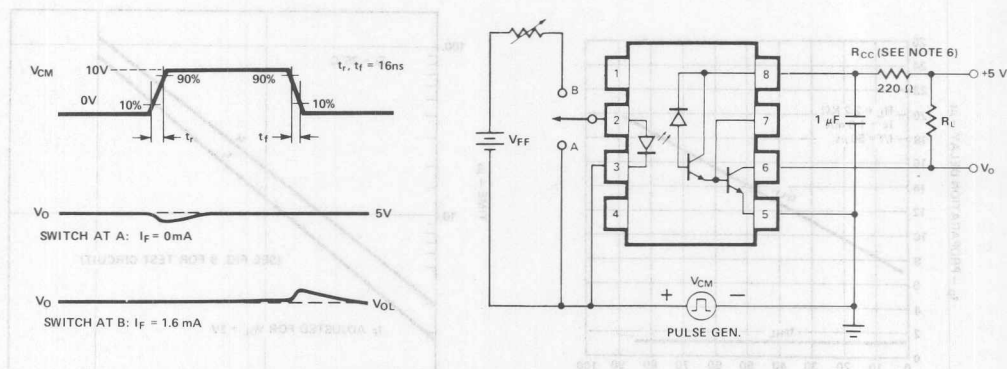 V_CM
10V
0V
10%
90%
90%
10%
t_r
t_f
t_r, t_f = 16ns
V_O
5V
SWITCH AT A: I_F = 0mA
V_O
V_OL
SWITCH AT B: I_F = 1.6 mA
B
A
V_FF
1
2
3
4
8
7
6
5
R_CC (SEE NOTE 6)
220 Ω
+5 V
1 μF
R_L
V_O
V_CM
+
−
PULSE GEN.